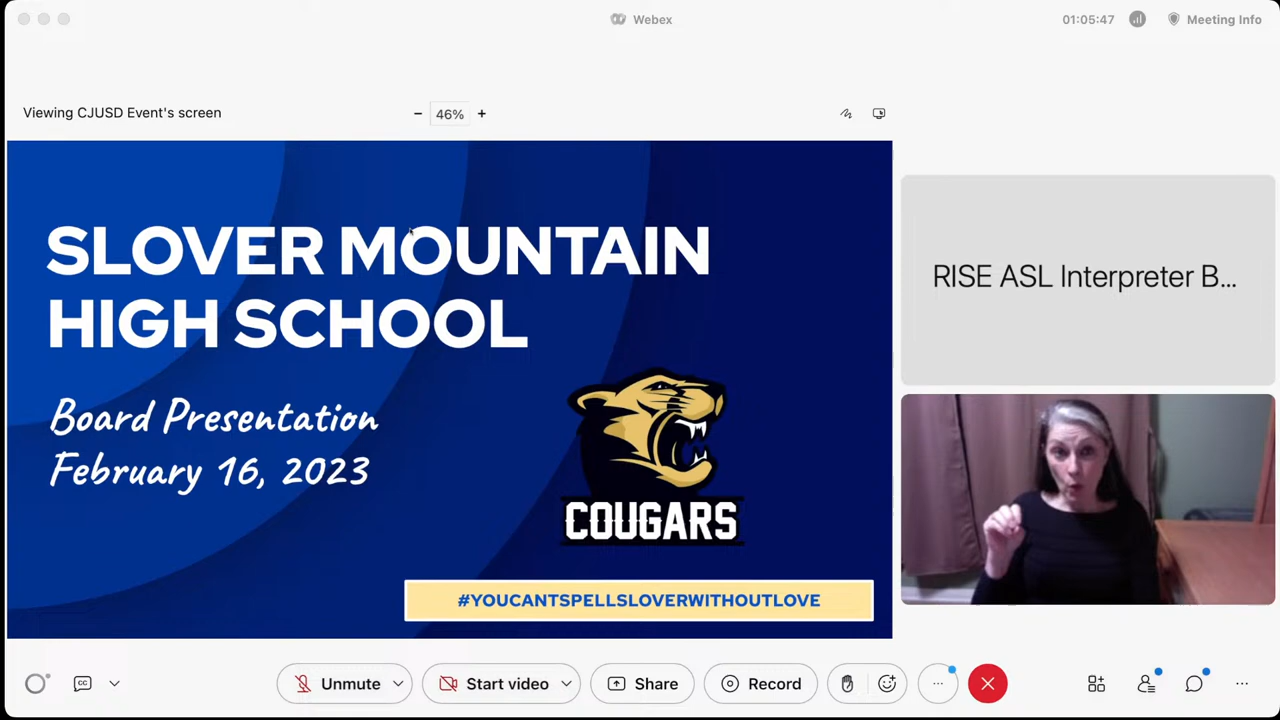 Webex
01:05:47
Meeting Info
Viewing CJUSD Event's screen
− 46% +
SLOVER MOUNTAIN
HIGH SCHOOL
Board Presentation
February 16, 2023
COUGARS
#YOUCANTSPELLSLOVERWITHOUTLOVE
RISE ASL Interpreter B...
CC
Unmute
Start video
Share
Record